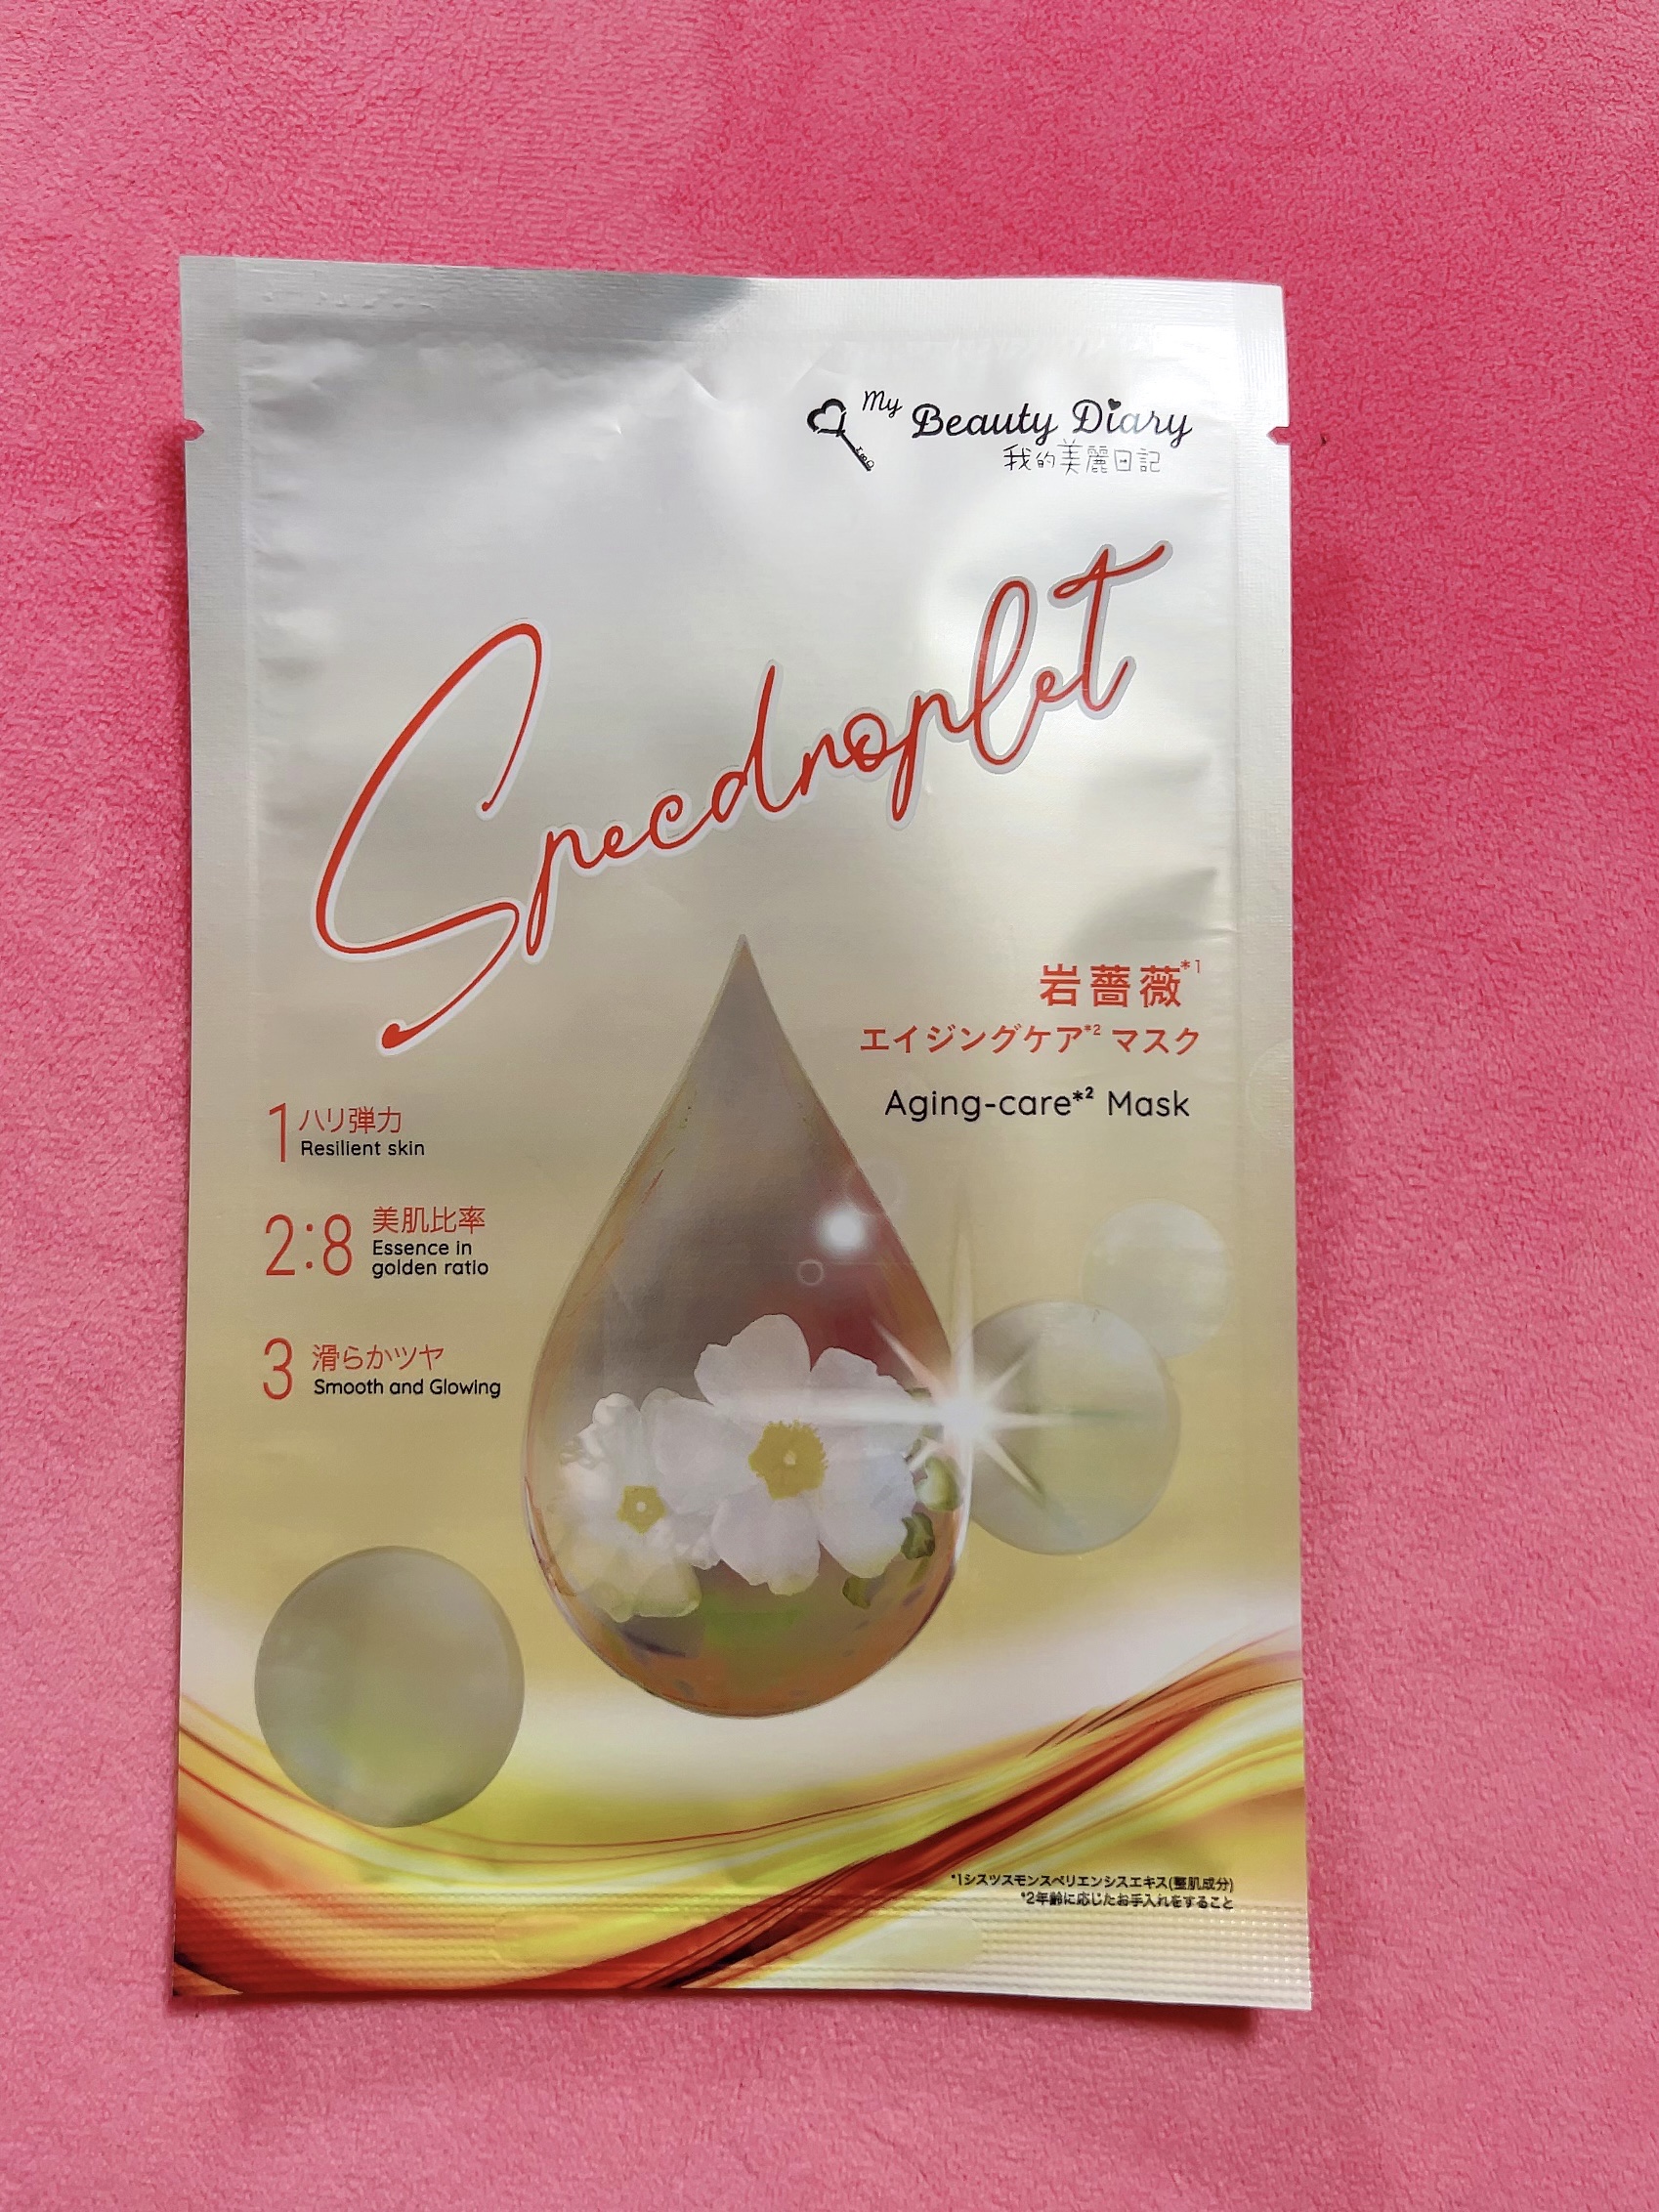 My Beauty Diary
我的美麗日記
Specdroplet
岩薔薇*1
エイジングケア*2 マスク
Aging-care*2 Mask
1 ハリ弾力
Resilient skin
2:8 美肌比率
Essence in
golden ratio
3 滑らかツヤ
Smooth and Glowing
*1シスツスモンスペリエンシスエキス(整肌成分)
*2年齢に応じたお手入れをすること